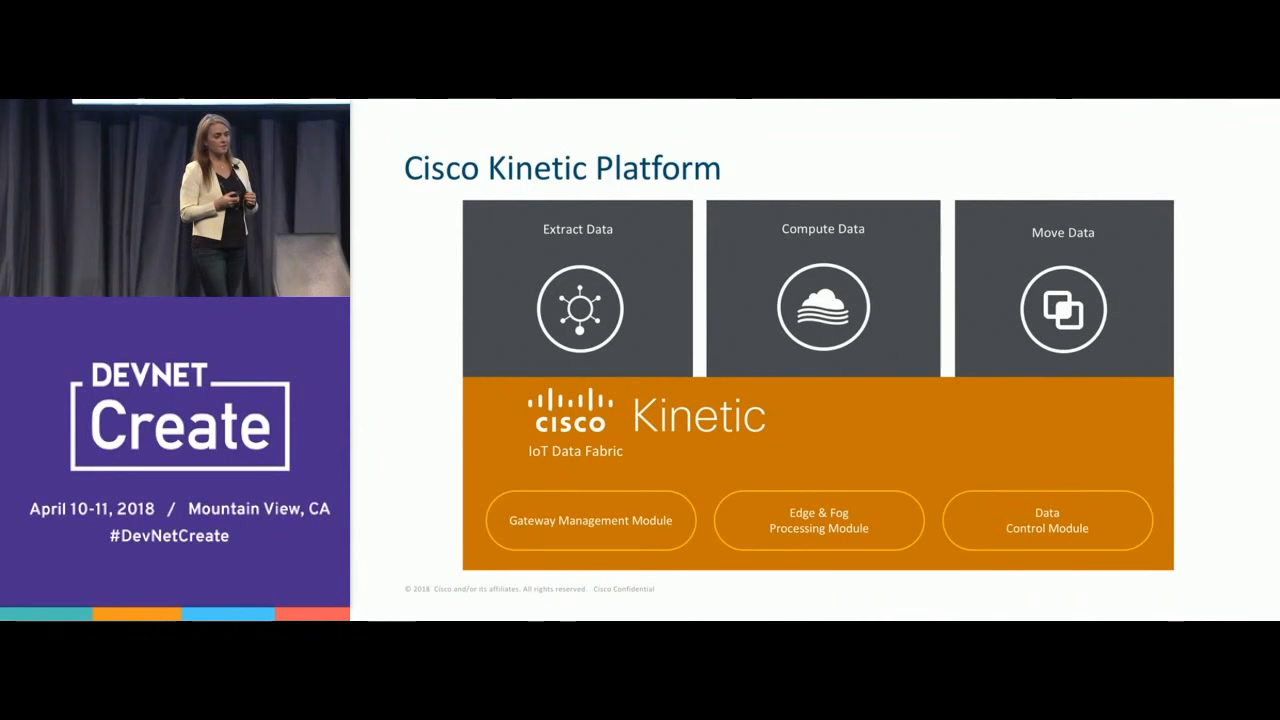 DEVNET
Create
April 10-11, 2018 / Mountain View, CA
#DevNetCreate
Cisco Kinetic Platform
Extract Data
Compute Data
Move Data
cisco Kinetic
IoT Data Fabric
Gateway Management Module
Edge & Fog
Processing Module
Data
Control Module
© 2018 Cisco and/or its affiliates. All rights reserved. Cisco Confidential